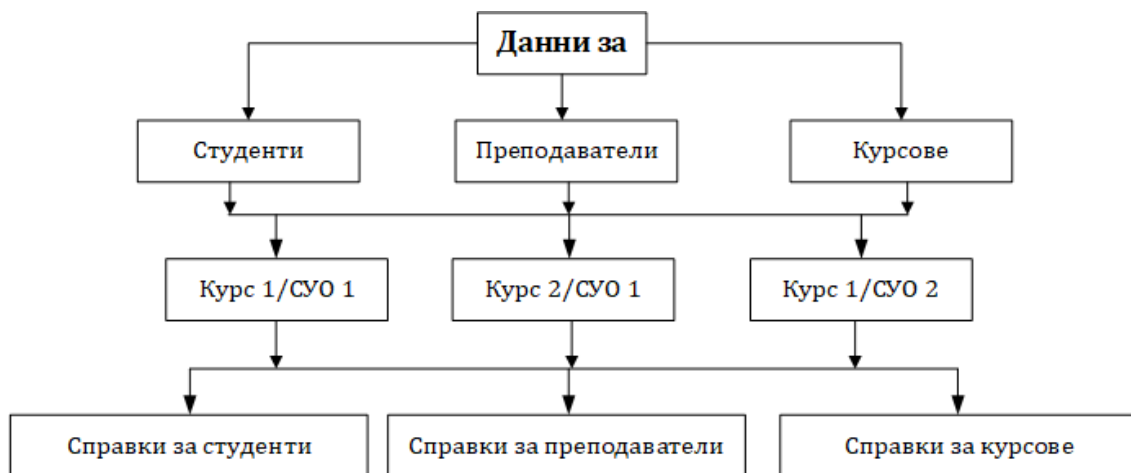 Данни за
Студенти
Преподаватели
Курсове
Курс 1/СУО 1
Курс 2/СУО 1
Курс 1/СУО 2
Справки за студенти
Справки за преподаватели
Справки за курсове